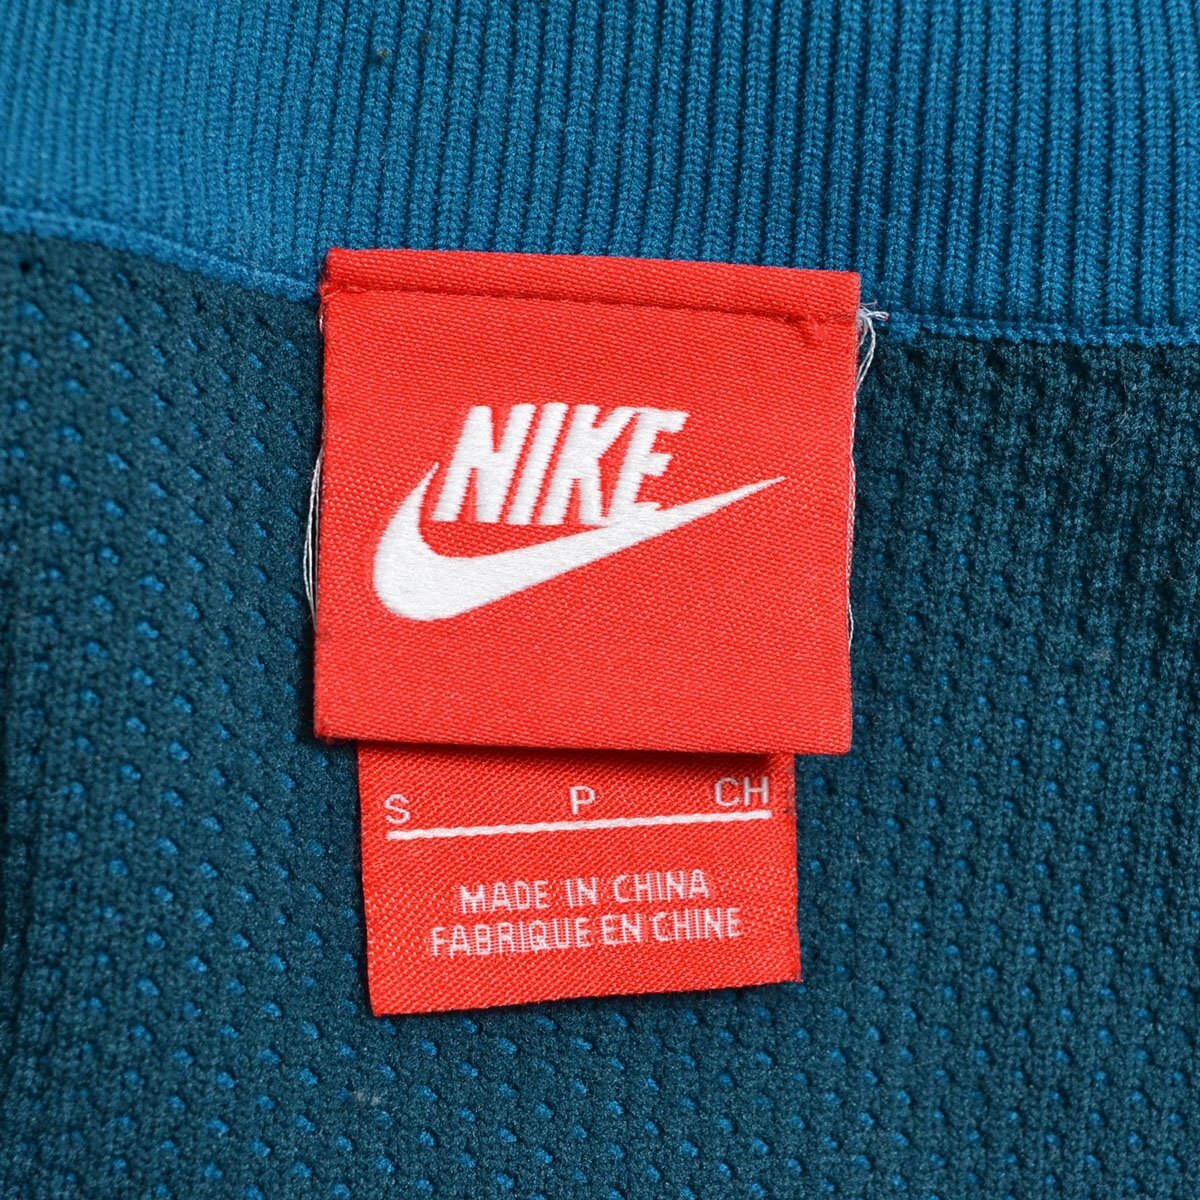 NIKE
S P CH
MADE IN CHINA
FABRIQUE EN CHINE